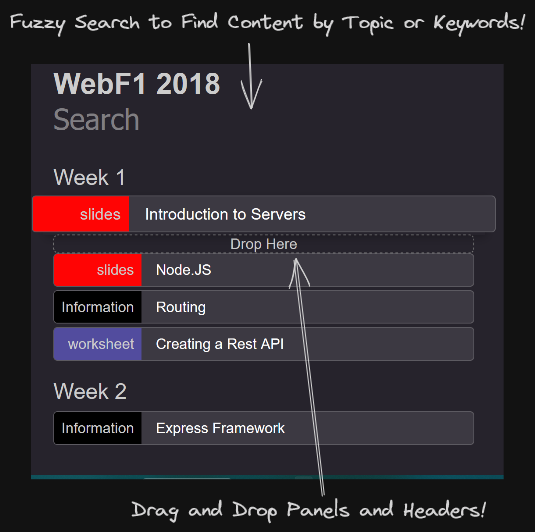 Fuzzy Search to Find Content by Topic or Keywords!
WebF1 2018
Search
Week 1
slides Introduction to Servers
Drop Here
slides Node.JS
Information Routing
worksheet Creating a Rest API
Week 2
Information Express Framework
Drag and Drop Panels and Headers!